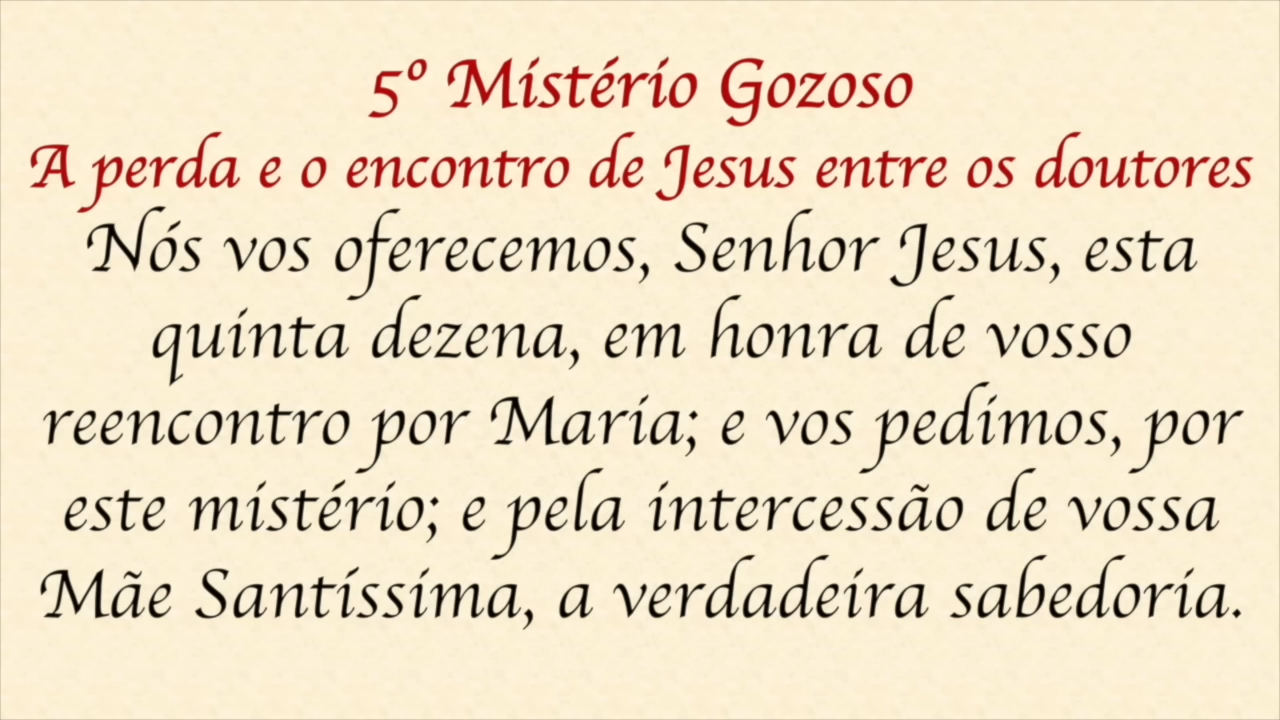 5º Mistério Gozoso
A perda e o encontro de Jesus entre os doutores
Nós vos oferecemos, Senhor Jesus, esta
quinta dezena, em honra de vosso
reencontro por Maria; e vos pedimos, por
este mistério; e pela intercessão de vossa
Mãe Santíssima, a verdadeira sabedoria.